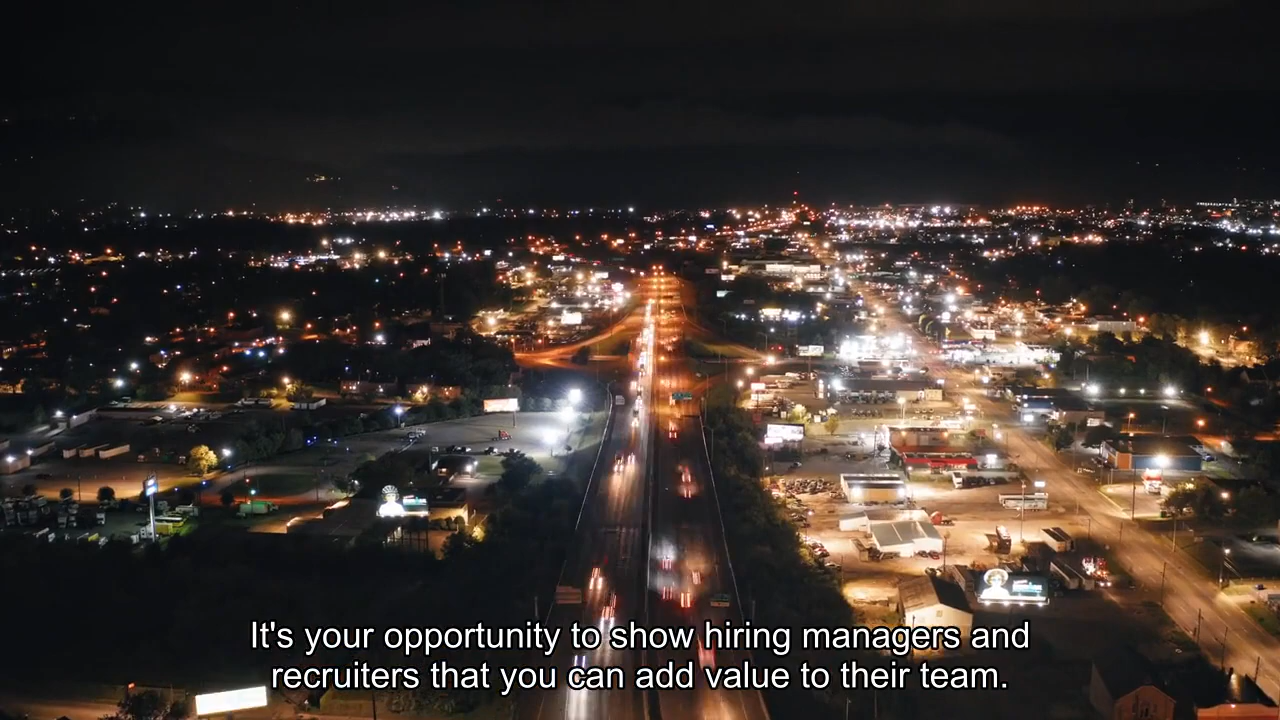 It's your opportunity to show hiring managers and
recruiters that you can add value to their team.